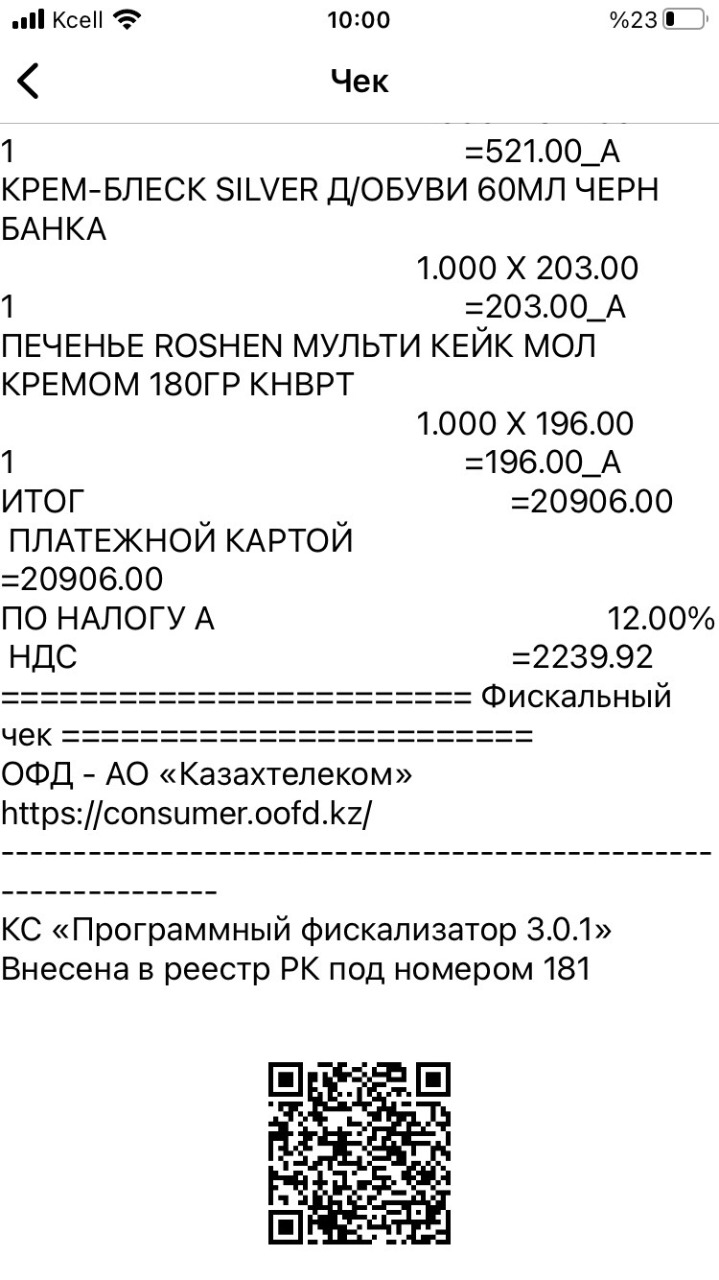 Kcell 10:00 %23
Чек
1 =521.00_А
КРЕМ-БЛЕСК SILVER Д/ОБУВИ 60МЛ ЧЕРН
БАНКА
1.000 X 203.00
1 =203.00_А
ПЕЧЕНЬЕ ROSHEN МУЛЬТИ КЕЙК МОЛ
КРЕМОМ 180ГР КНВРТ
1.000 X 196.00
1 =196.00_А
ИТОГ =20906.00
ПЛАТЕЖНОЙ КАРТОЙ
=20906.00
ПО НАЛОГУ А 12.00%
НДС =2239.92
======================== Фискальный
чек ========================
ОФД - АО «Казахтелеком»
https://consumer.oofd.kz/
-------------------------------------------------
---------------
КС «Программный фискализатор 3.0.1»
Внесена в реестр РК под номером 181